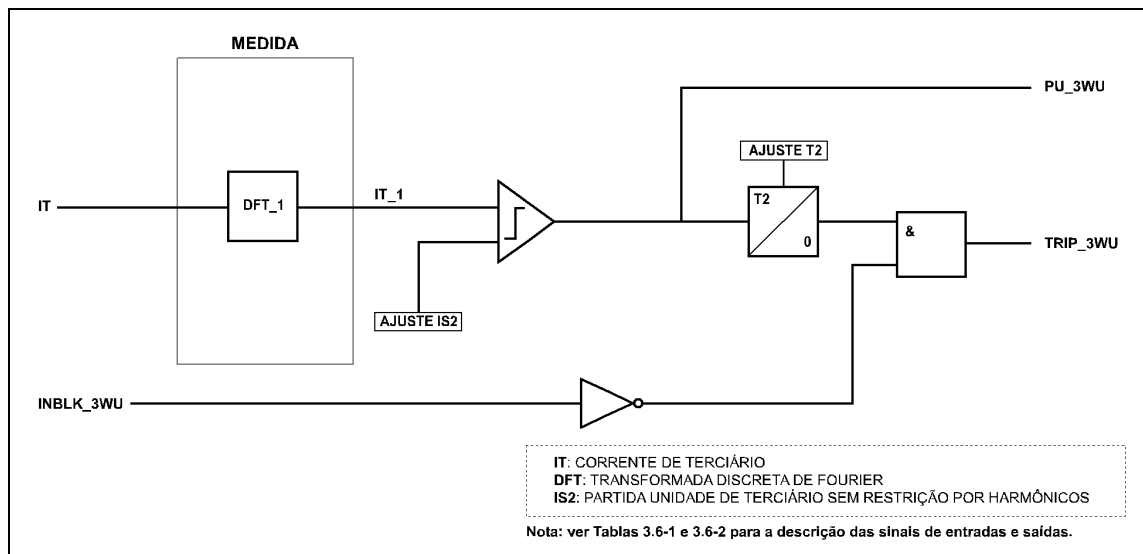 MEDIDA
PU_3WU
AJUSTE T2
IT
DFT_1
IT_1
T2
0
&
TRIP_3WU
AJUSTE IS2
INBLK_3WU
IT: CORRENTE DE TERCIÁRIO
DFT: TRANSFORMADA DISCRETA DE FOURIER
IS2: PARTIDA UNIDADE DE TERCIÁRIO SEM RESTRIÇÃO POR HARMÔNICOS
Nota: ver Tablas 3.6-1 e 3.6-2 para a descrição das sinais de entradas e saídas.